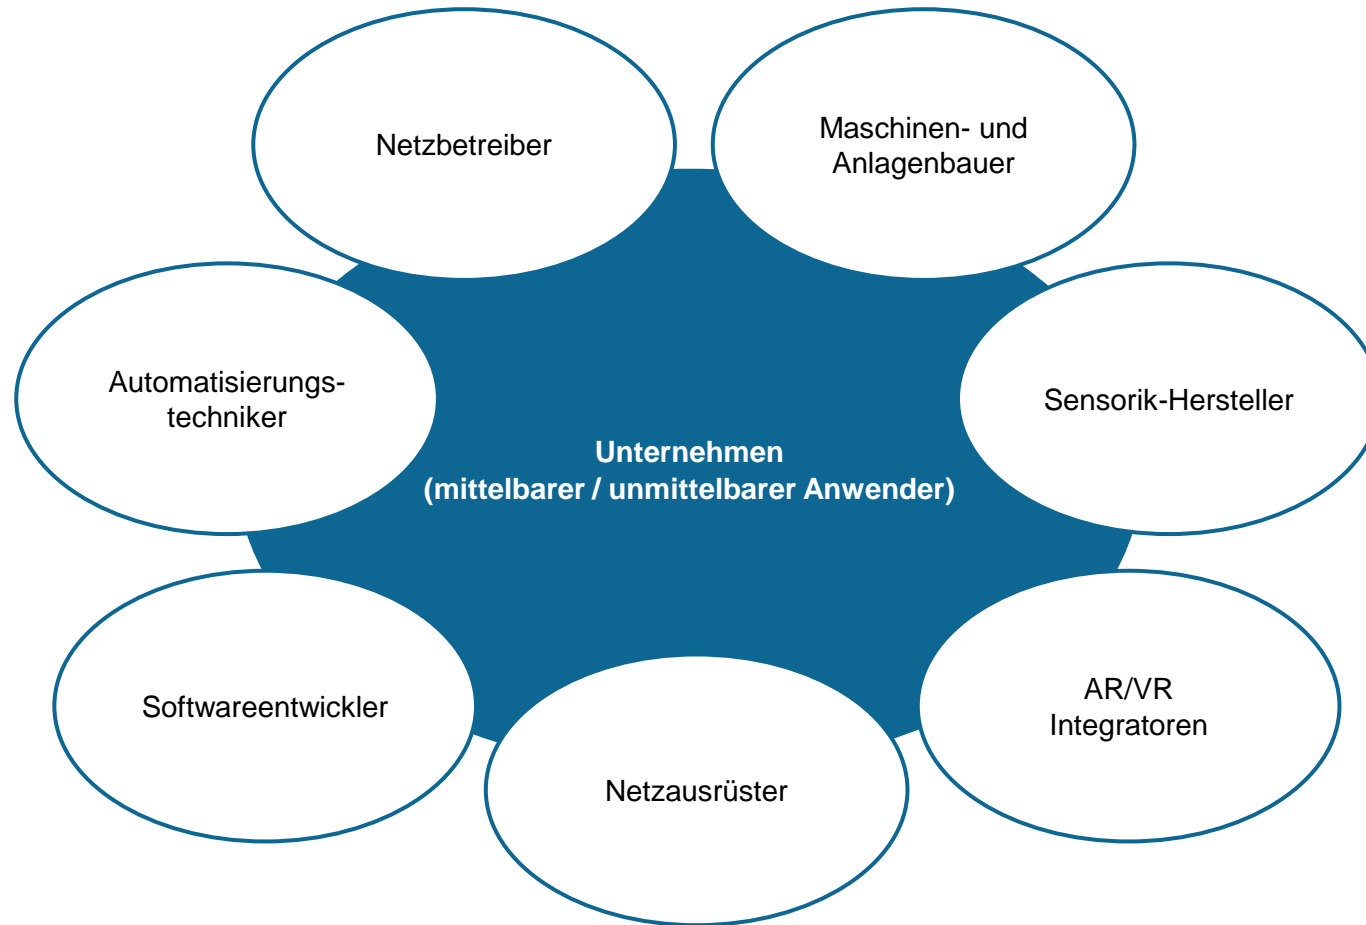 Netzbetreiber
Maschinen- und
Anlagenbauer
Automatisierungs-
techniker
Sensorik-Hersteller
Unternehmen
(mittelbarer / unmittelbarer Anwender)
Softwareentwickler
AR/VR
Integratoren
Netzausrüster